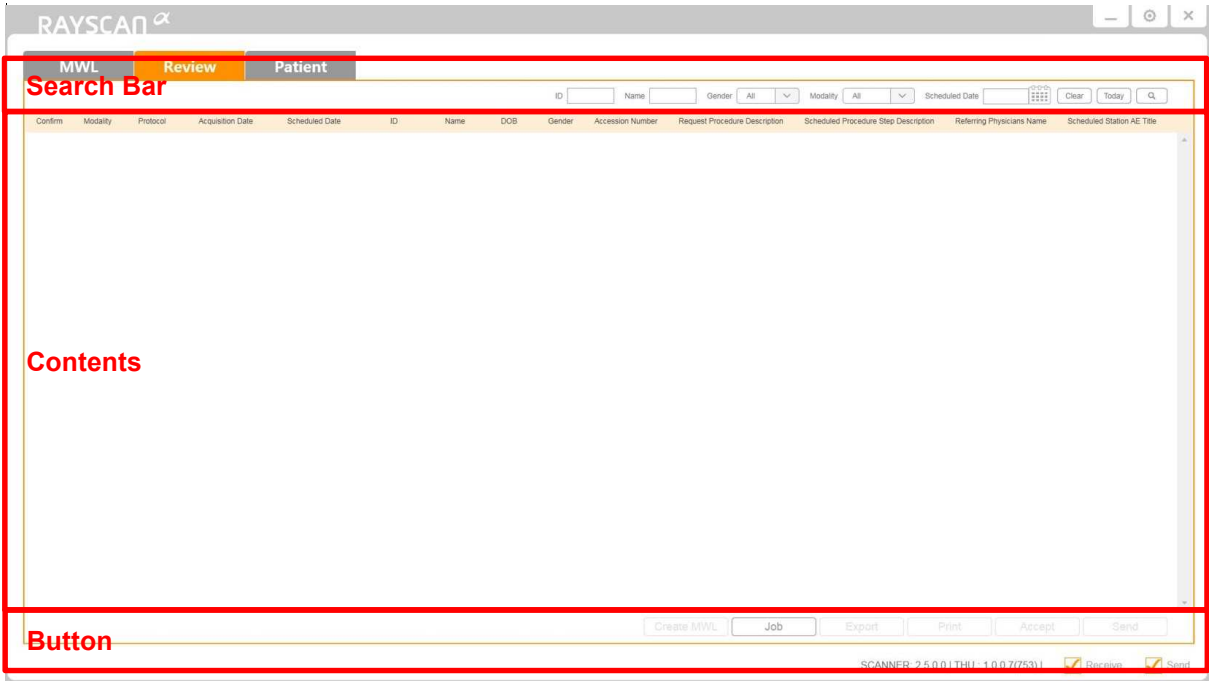 RAYSCAN α
MWL Review Patient
Search Bar
ID Name Gender All Modality All Scheduled Date Clear Today
Confirm Modality Protocol Acquisition Date Scheduled Date ID Name DOB Gender Accession Number Request Procedure Description Scheduled Procedure Step Description Referring Physicians Name Scheduled Station AE Title
Contents
Create MWL Job Export Print Accept Send
Button
SCANNER: 2.5.0.0 | THU : 1.0.0.7(753) | Receive Send